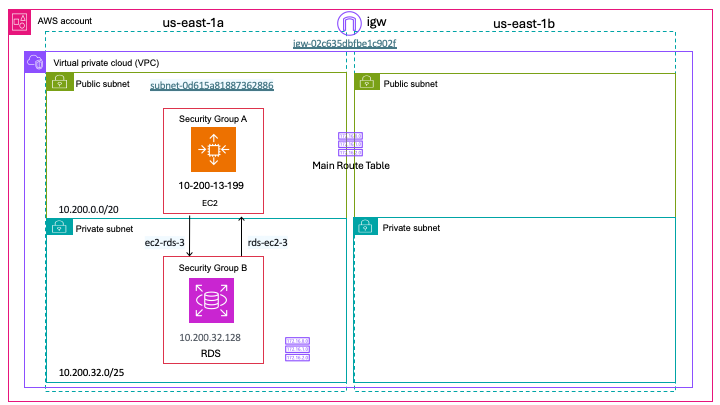 AWS account
us-east-1a
igw
us-east-1b
igw-02c635dbfbe1c902f
Virtual private cloud (VPC)
Public subnet
subnet-0d615a81887362886
Public subnet
Security Group A
10-200-13-199
EC2
Main Route Table
10.200.0.0/20
Private subnet
Private subnet
ec2-rds-3
rds-ec2-3
Security Group B
10.200.32.128
RDS
10.200.32.0/25